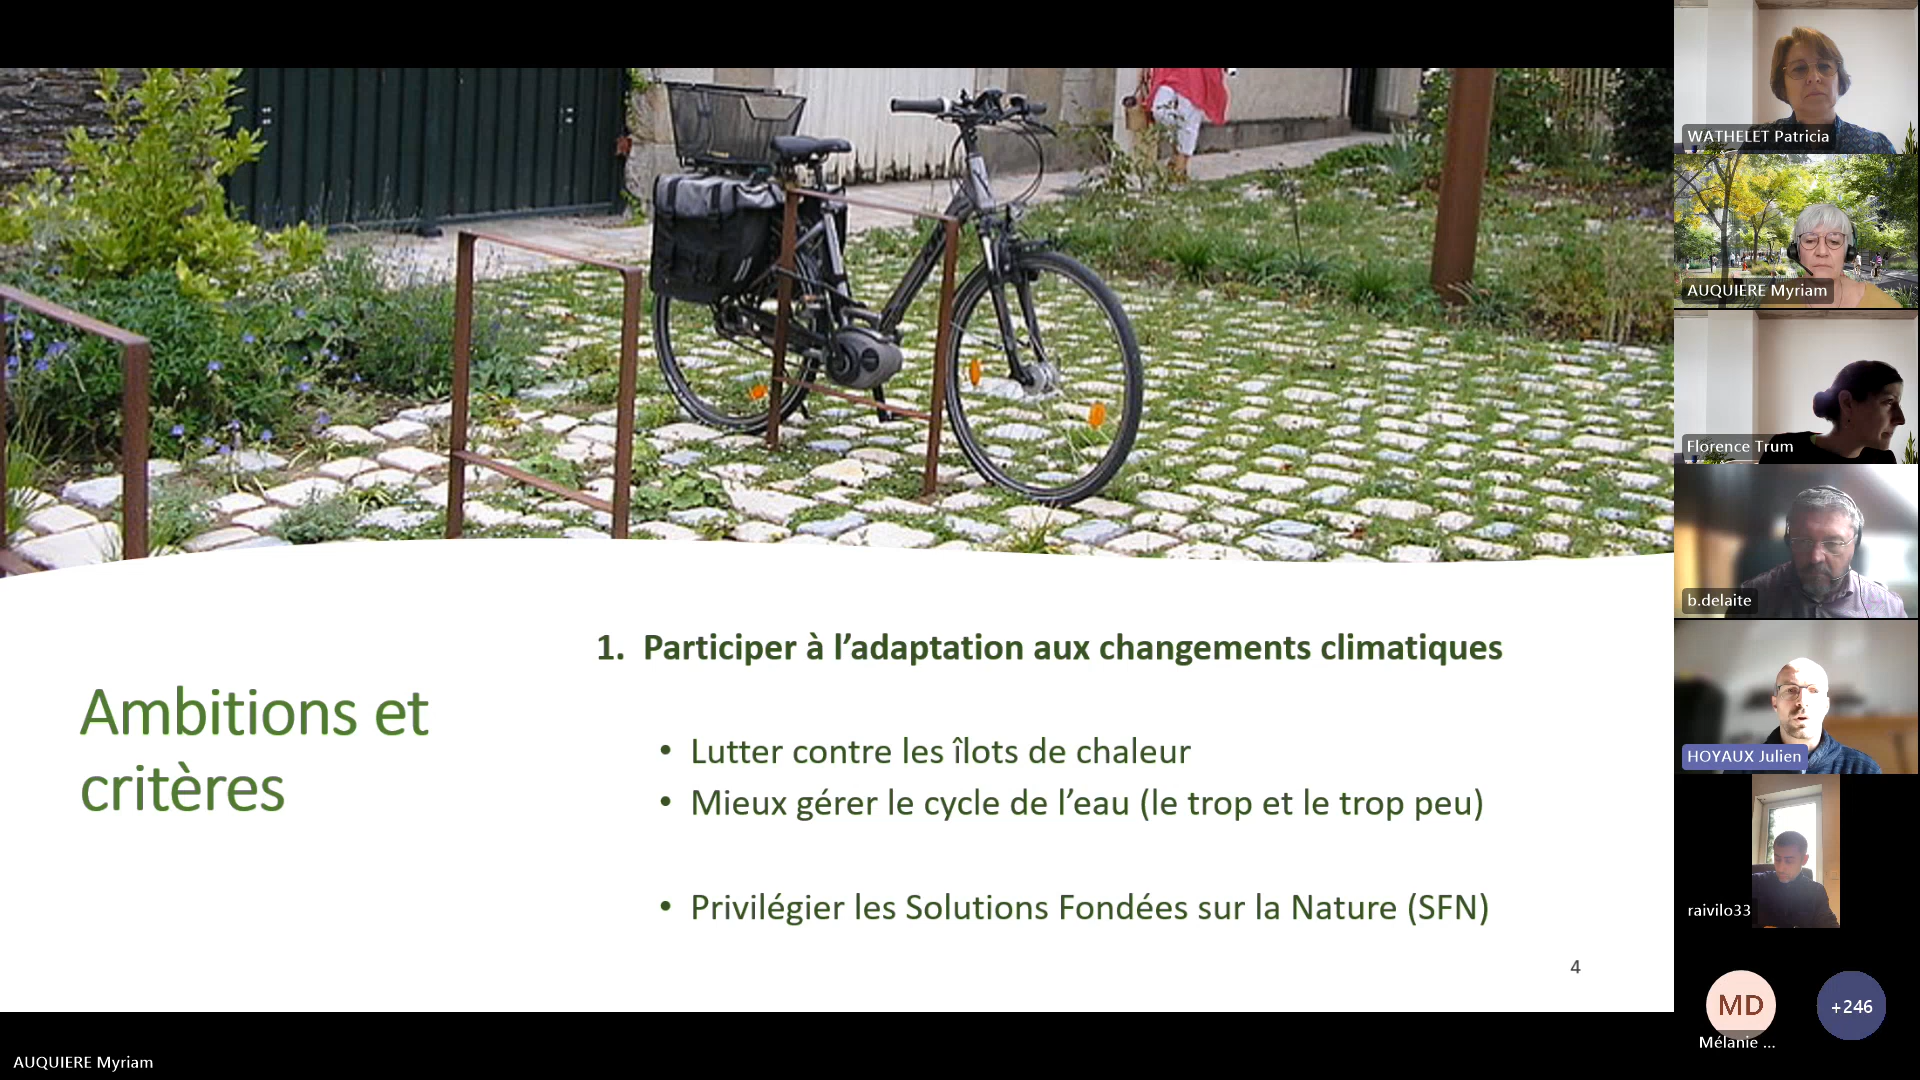 Ambitions et
critères
1. Participer à l’adaptation aux changements climatiques
• Lutter contre les îlots de chaleur
• Mieux gérer le cycle de l’eau (le trop et le trop peu)
• Privilégier les Solutions Fondées sur la Nature (SFN)
4
AUQUIERE Myriam
WATHELET Patricia
AUQUIERE Myriam
Florence Trum
b.delaite
HOYAUX Julien
raivilo33
MD
Mélanie ...
+246